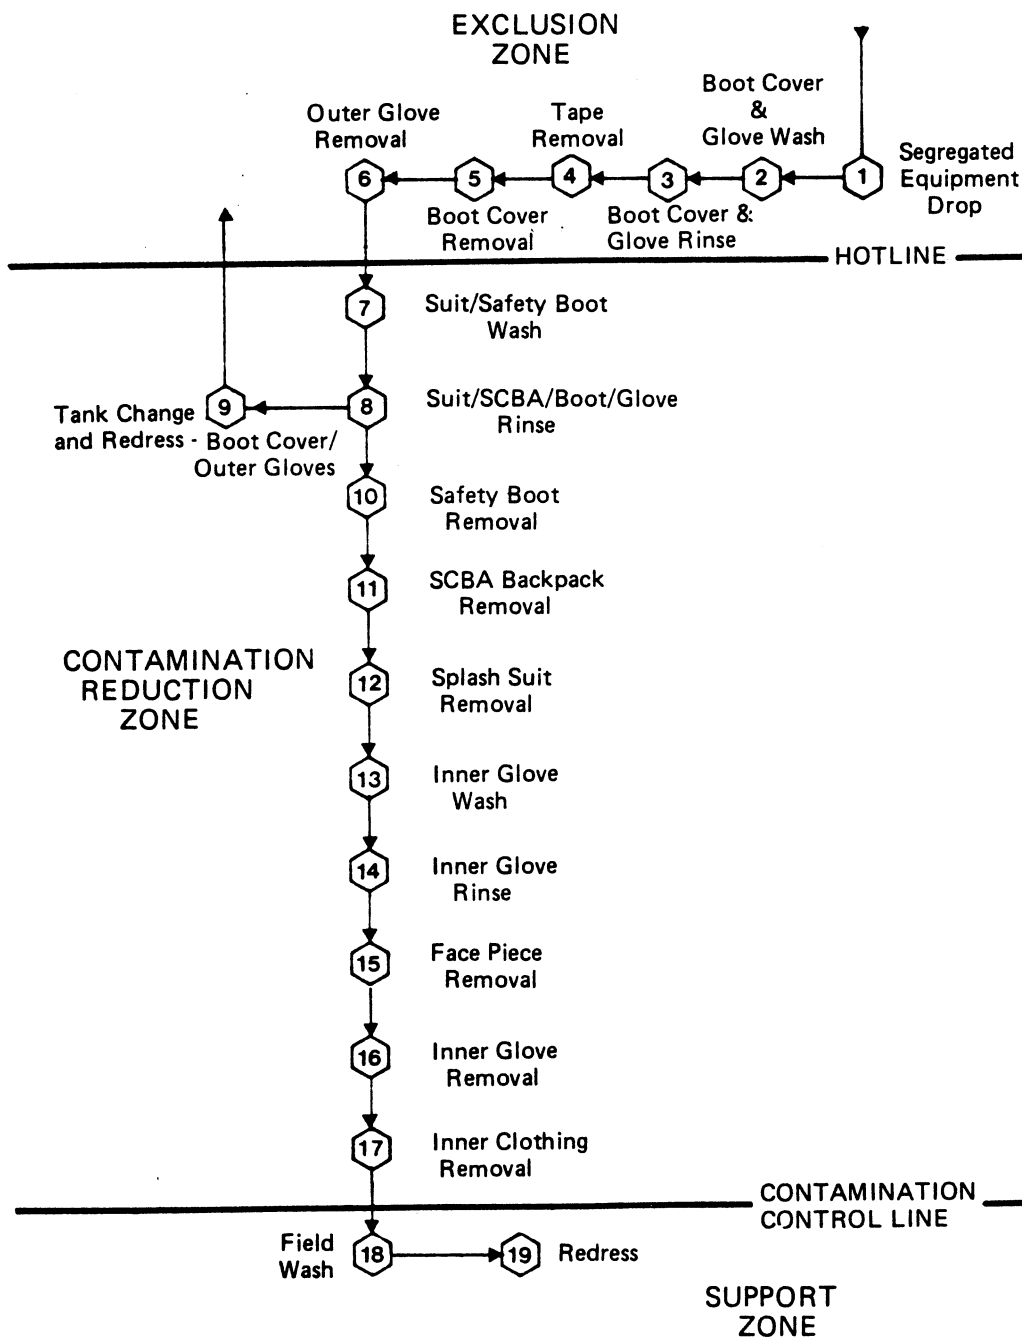 EXCLUSION
ZONE
Boot Cover
&
Glove Wash
Outer Glove
Removal
Tape
Removal
Segregated
Equipment
Drop
6
5
4
3
2
1
Boot Cover
Removal
Boot Cover &
Glove Rinse
HOTLINE
7
Suit/Safety Boot
Wash
9
8
Suit/SCBA/Boot/Glove
Rinse
Tank Change
and Redress - Boot Cover/
Outer Gloves
10
Safety Boot
Removal
11
SCBA Backpack
Removal
CONTAMINATION
REDUCTION
ZONE
12
Splash Suit
Removal
13
Inner Glove
Wash
14
Inner Glove
Rinse
15
Face Piece
Removal
16
Inner Glove
Removal
17
Inner Clothing
Removal
CONTAMINATION
CONTROL LINE
Field
Wash
18
19
Redress
SUPPORT
ZONE